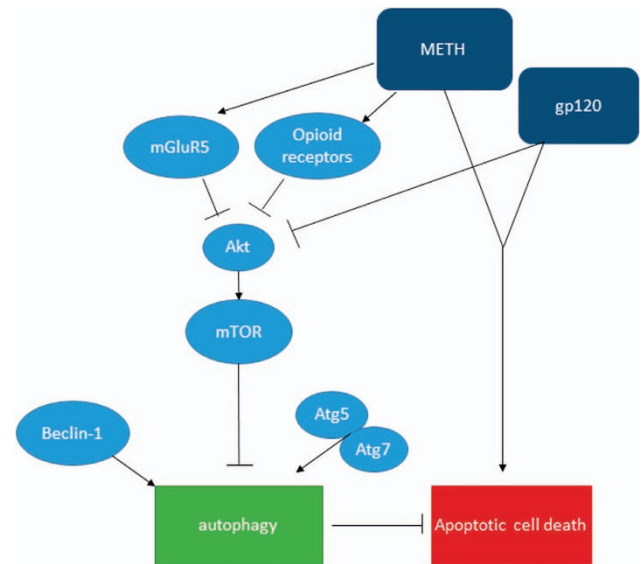 METH
gp120
mGluR5
Opioid
receptors
Akt
mTOR
Atg5
Atg7
Beclin-1
autophagy
Apoptotic cell death